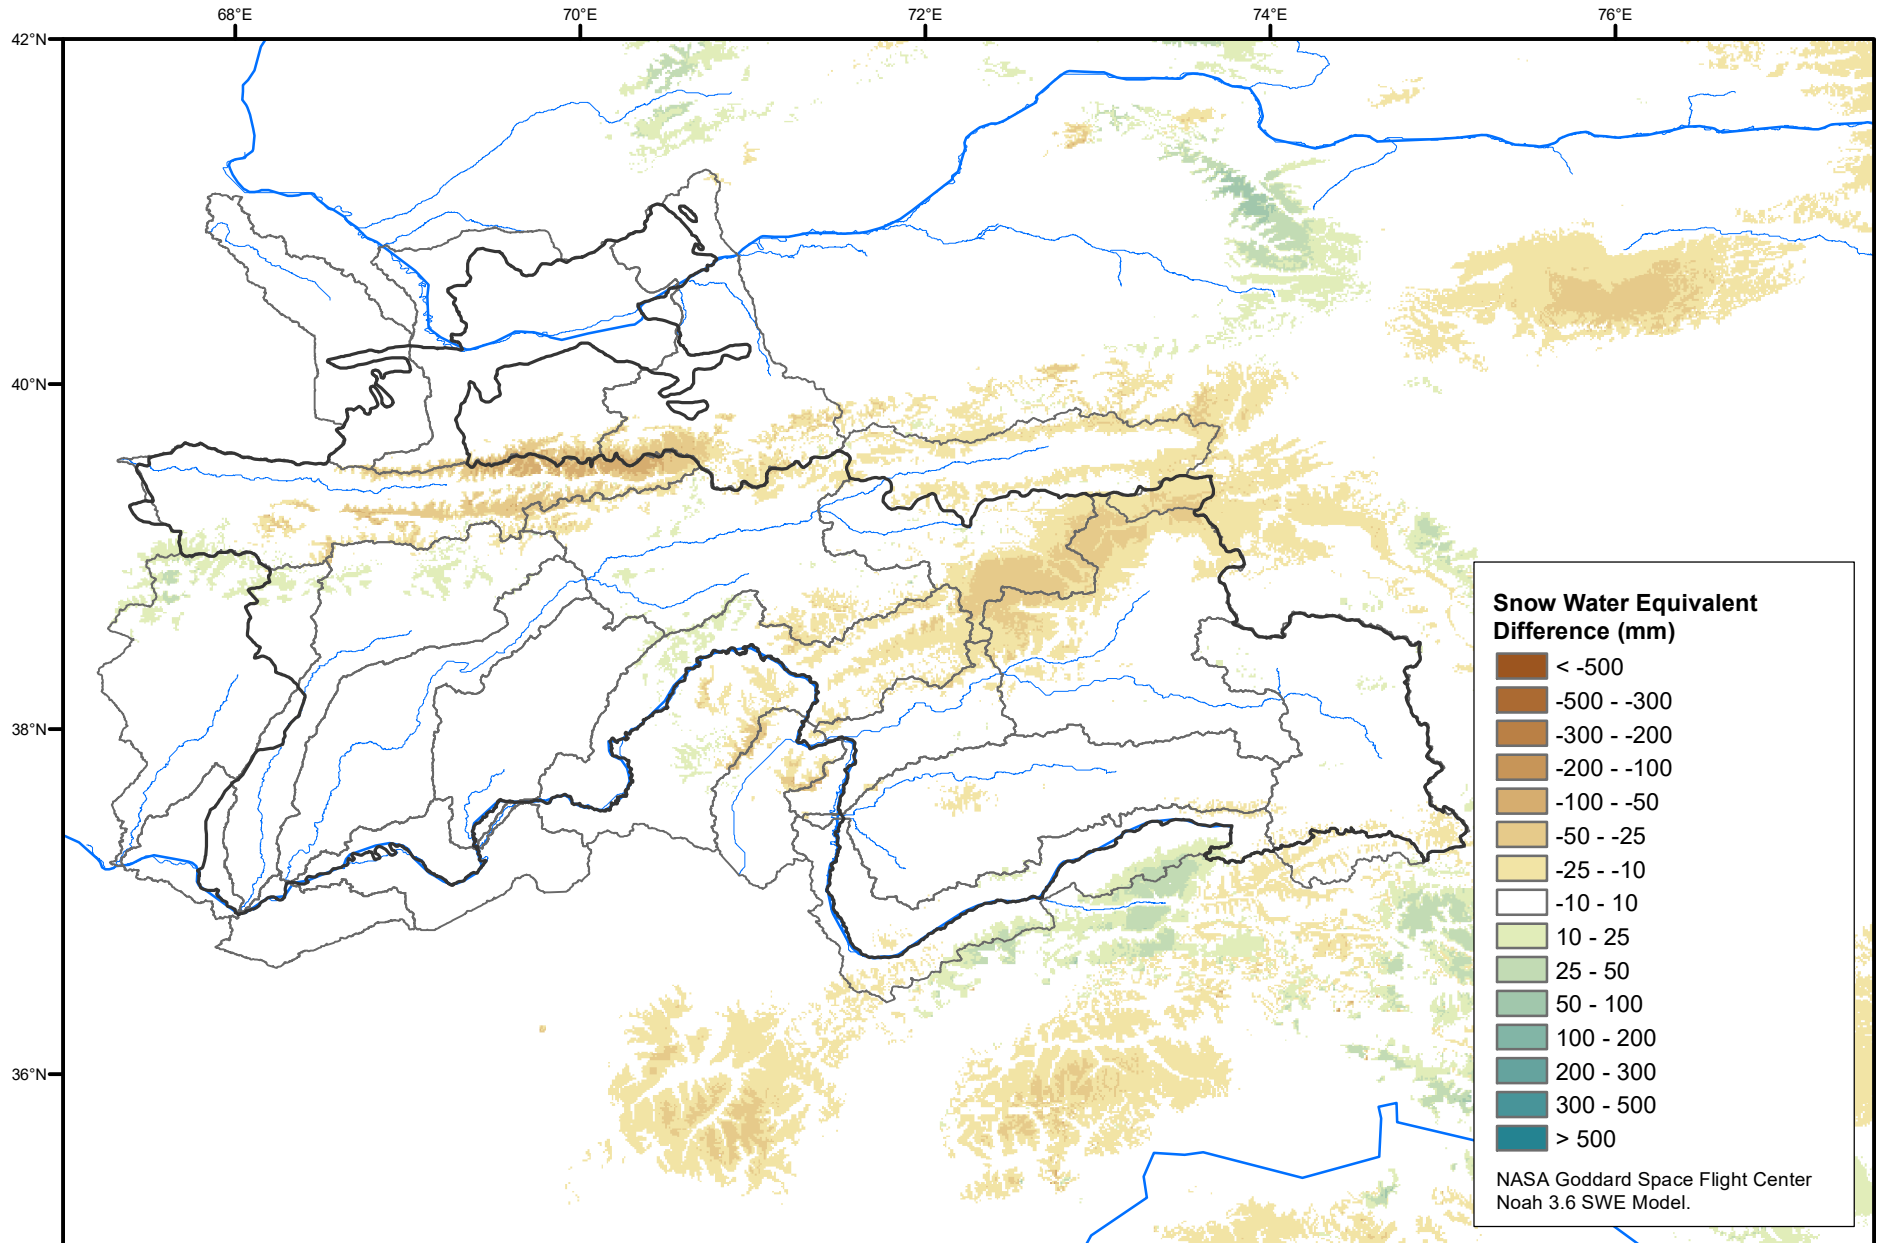 68°E 70°E 72°E 74°E 76°E
42°N
40°N
38°N
36°N
Snow Water Equivalent
Difference (mm)
< -500
-500 - -300
-300 - -200
-200 - -100
-100 - -50
-50 - -25
-25 - -10
-10 - 10
10 - 25
25 - 50
50 - 100
100 - 200
200 - 300
300 - 500
> 500
NASA Goddard Space Flight Center
Noah 3.6 SWE Model.